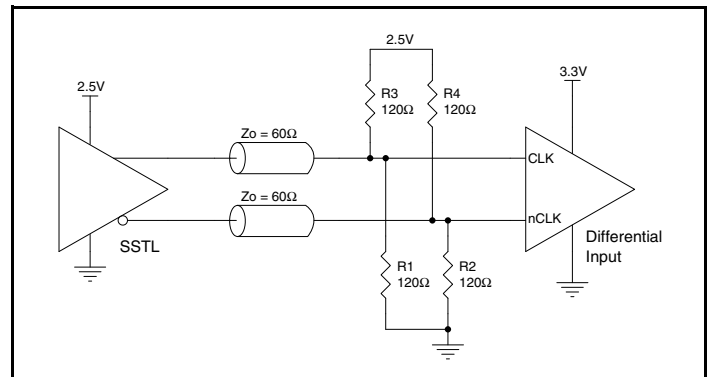 2.5V
3.3V
2.5V
R3
120Ω
R4
120Ω
Zo = 60Ω
CLK
Zo = 60Ω
nCLK
Differential
Input
SSTL
R1
120Ω
R2
120Ω